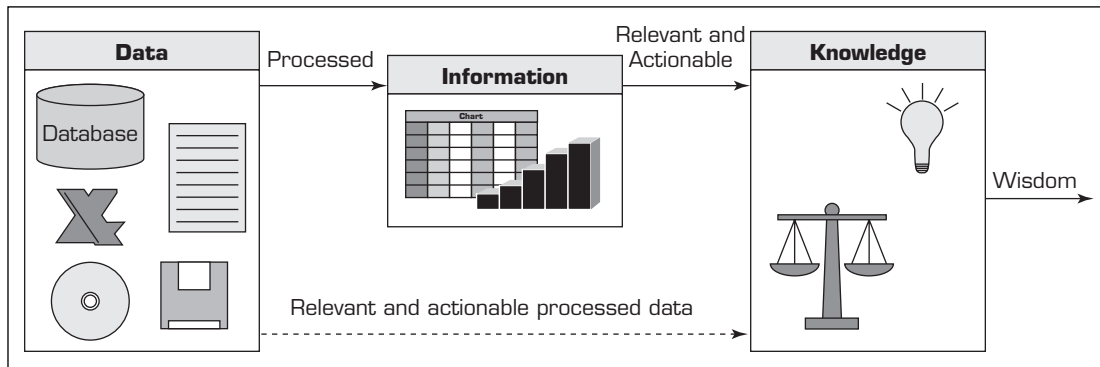 Data
Processed
Information
Relevant and
Actionable
Knowledge
Database
Chart
Wisdom
Relevant and actionable processed data